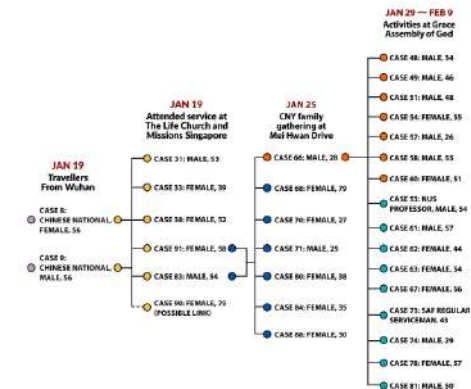 JAN 19
Travellers
From Wuhan
CASE 8:
CHINESE NATIONAL,
FEMALE, 56
CASE 9:
CHINESE NATIONAL,
MALE, 56
JAN 19
Attended service at
The Life Church and
Missions Singapore
CASE 31: MALE, 53
CASE 33: FEMALE, 39
CASE 38: FEMALE, 52
CASE 91: FEMALE, 58
CASE 83: MALE, 54
CASE 90: FEMALE, 75
(POSSIBLE LINK)
JAN 25
CNY family
gathering at
Mei Hwan Drive
CASE 66: MALE, 28
CASE 68: FEMALE, 79
CASE 70: FEMALE, 27
CASE 71: MALE, 25
CASE 80: FEMALE, 38
CASE 84: FEMALE, 35
CASE 88: FEMALE, 30
JAN 29 — FEB 9
Activities at Grace
Assembly of God
CASE 48: MALE, 34
CASE 49: MALE, 46
CASE 51: MALE, 48
CASE 54: FEMALE, 55
CASE 57: MALE, 26
CASE 58: MALE, 55
CASE 60: FEMALE, 51
CASE 53: NUS
PROFESSOR, MALE, 54
CASE 61: MALE, 57
CASE 62: FEMALE, 44
CASE 63: FEMALE, 54
CASE 67: FEMALE, 56
CASE 73: SAF REGULAR
SERVICEMAN, 43
CASE 74: MALE, 29
CASE 78: FEMALE, 57
CASE 81: MALE, 50